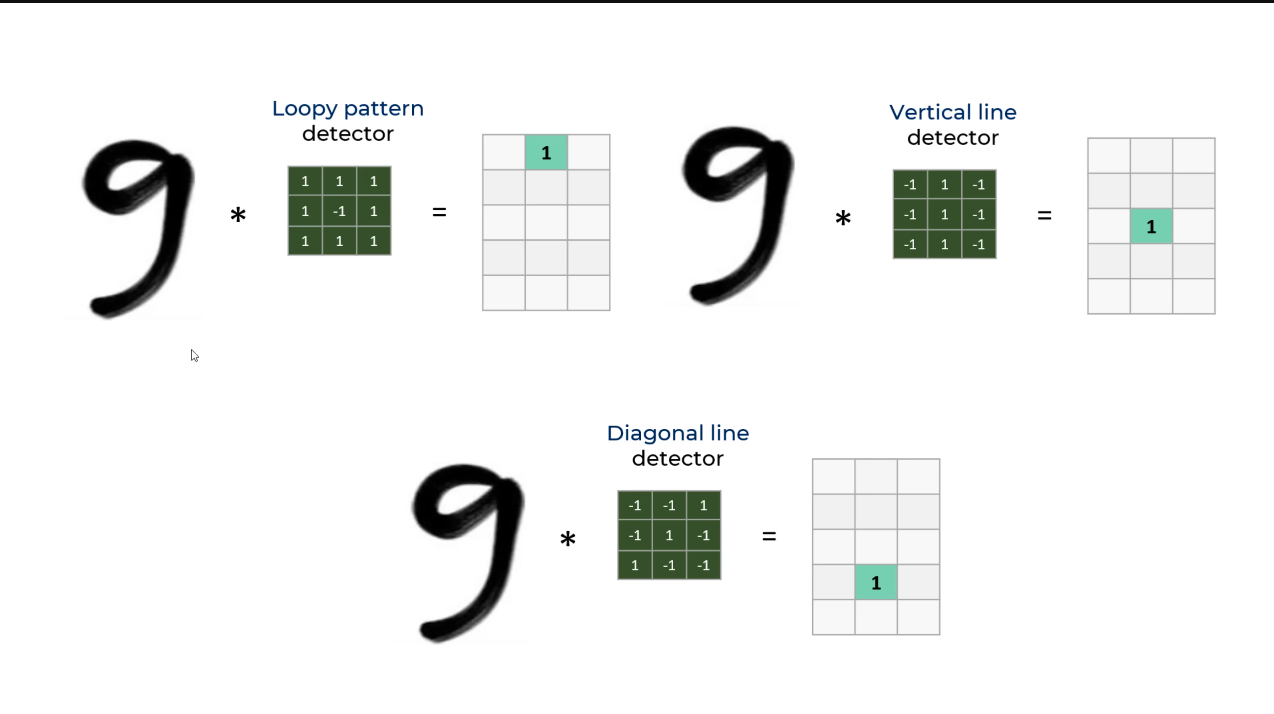 Loopy pattern
detector
1 1 1
1 -1 1
1 1 1
*
=
1
Vertical line
detector
-1 1 -1
-1 1 -1
-1 1 -1
*
=
1
Diagonal line
detector
-1 -1 1
-1 1 -1
1 -1 -1
*
=
1